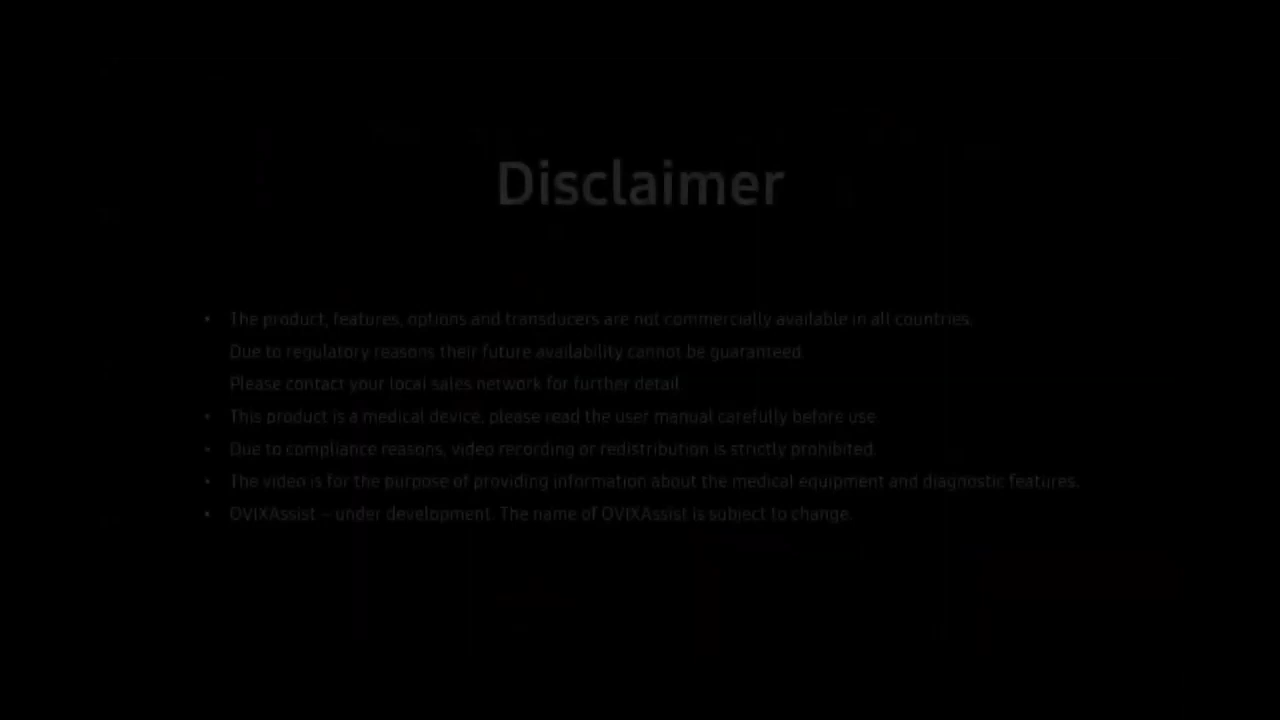 Disclaimer
• The product, features, options and transducers are not commercially available in all countries.
Due to regulatory reasons their future availability cannot be guaranteed.
Please contact your local sales network for further detail
• This product is a medical device, please read the user manual carefully before use
• Due to compliance reasons, video recording or redistribution is strictly prohibited.
• The video is for the purpose of providing information about the medical equipment and diagnostic features.
• OVIXAssist – under development. The name of OVIXAssist is subject to change.